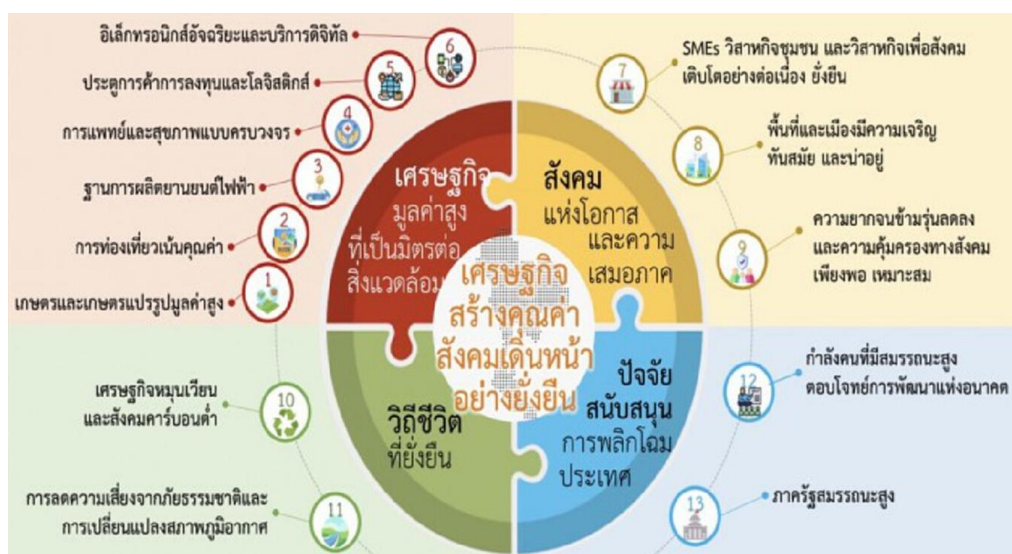 อิเล็กทรอนิกส์อัจฉริยะและบริการดิจิทัล
6
ประตูการค้าการลงทุนและโลจิสติกส์
5
การแพทย์และสุขภาพแบบครบวงจร
4
ฐานการผลิตยานยนต์ไฟฟ้า
3
การท่องเที่ยวเน้นคุณค่า
2
เกษตรและเกษตรแปรรูปมูลค่าสูง
1
เศรษฐกิจ
มูลค่าสูง
ที่เป็นมิตรต่อ
สิ่งแวดล้อม
สังคม
แห่งโอกาส
และความ
เสมอภาค
7
SMEs วิสาหกิจชุมชน และวิสาหกิจเพื่อสังคม
เติบโตอย่างต่อเนื่อง ยั่งยืน
8
พื้นที่และเมืองมีความเจริญ
ทันสมัย และน่าอยู่
9
ความยากจนข้ามรุ่นลดลง
และความคุ้มครองทางสังคม
เพียงพอ เหมาะสม
เศรษฐกิจ
สร้างคุณค่า
สังคมเดินหน้า
อย่างยั่งยืน
เศรษฐกิจหมุนเวียน
และสังคมคาร์บอนต่ำ
10
การลดความเสี่ยงจากภัยธรรมชาติและ
การเปลี่ยนแปลงสภาพภูมิอากาศ
11
วิถีชีวิต
ที่ยั่งยืน
ปัจจัย
สนับสนุน
การพลิกโฉม
ประเทศ
12
กำลังคนที่มีสมรรถนะสูง
ตอบโจทย์การพัฒนาแห่งอนาคต
13
ภาครัฐสมรรถนะสูง